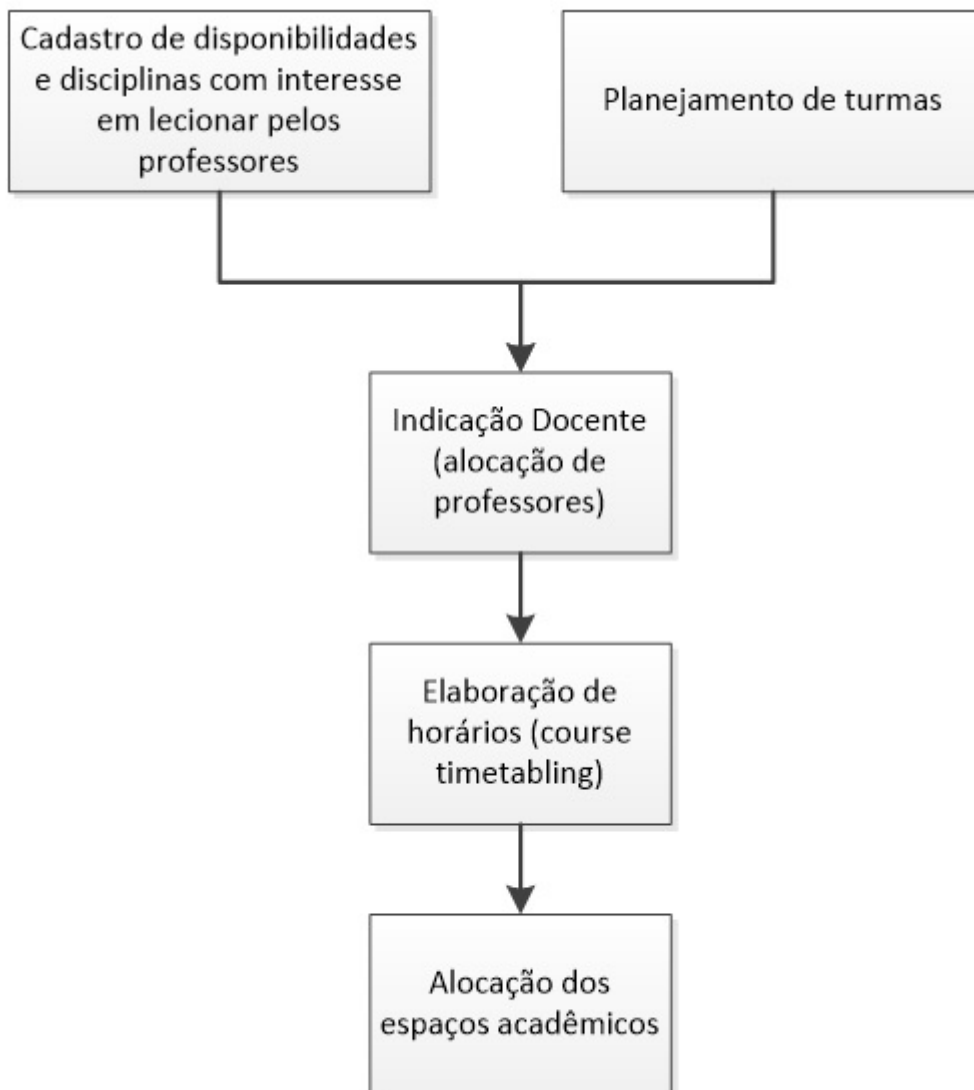 Cadastro de disponibilidades
e disciplinas com interesse
em lecionar pelos
professores
Planejamento de turmas
Indicação Docente
(alocação de
professores)
Elaboração de
horários (course
timetabling)
Alocação dos
espaços acadêmicos